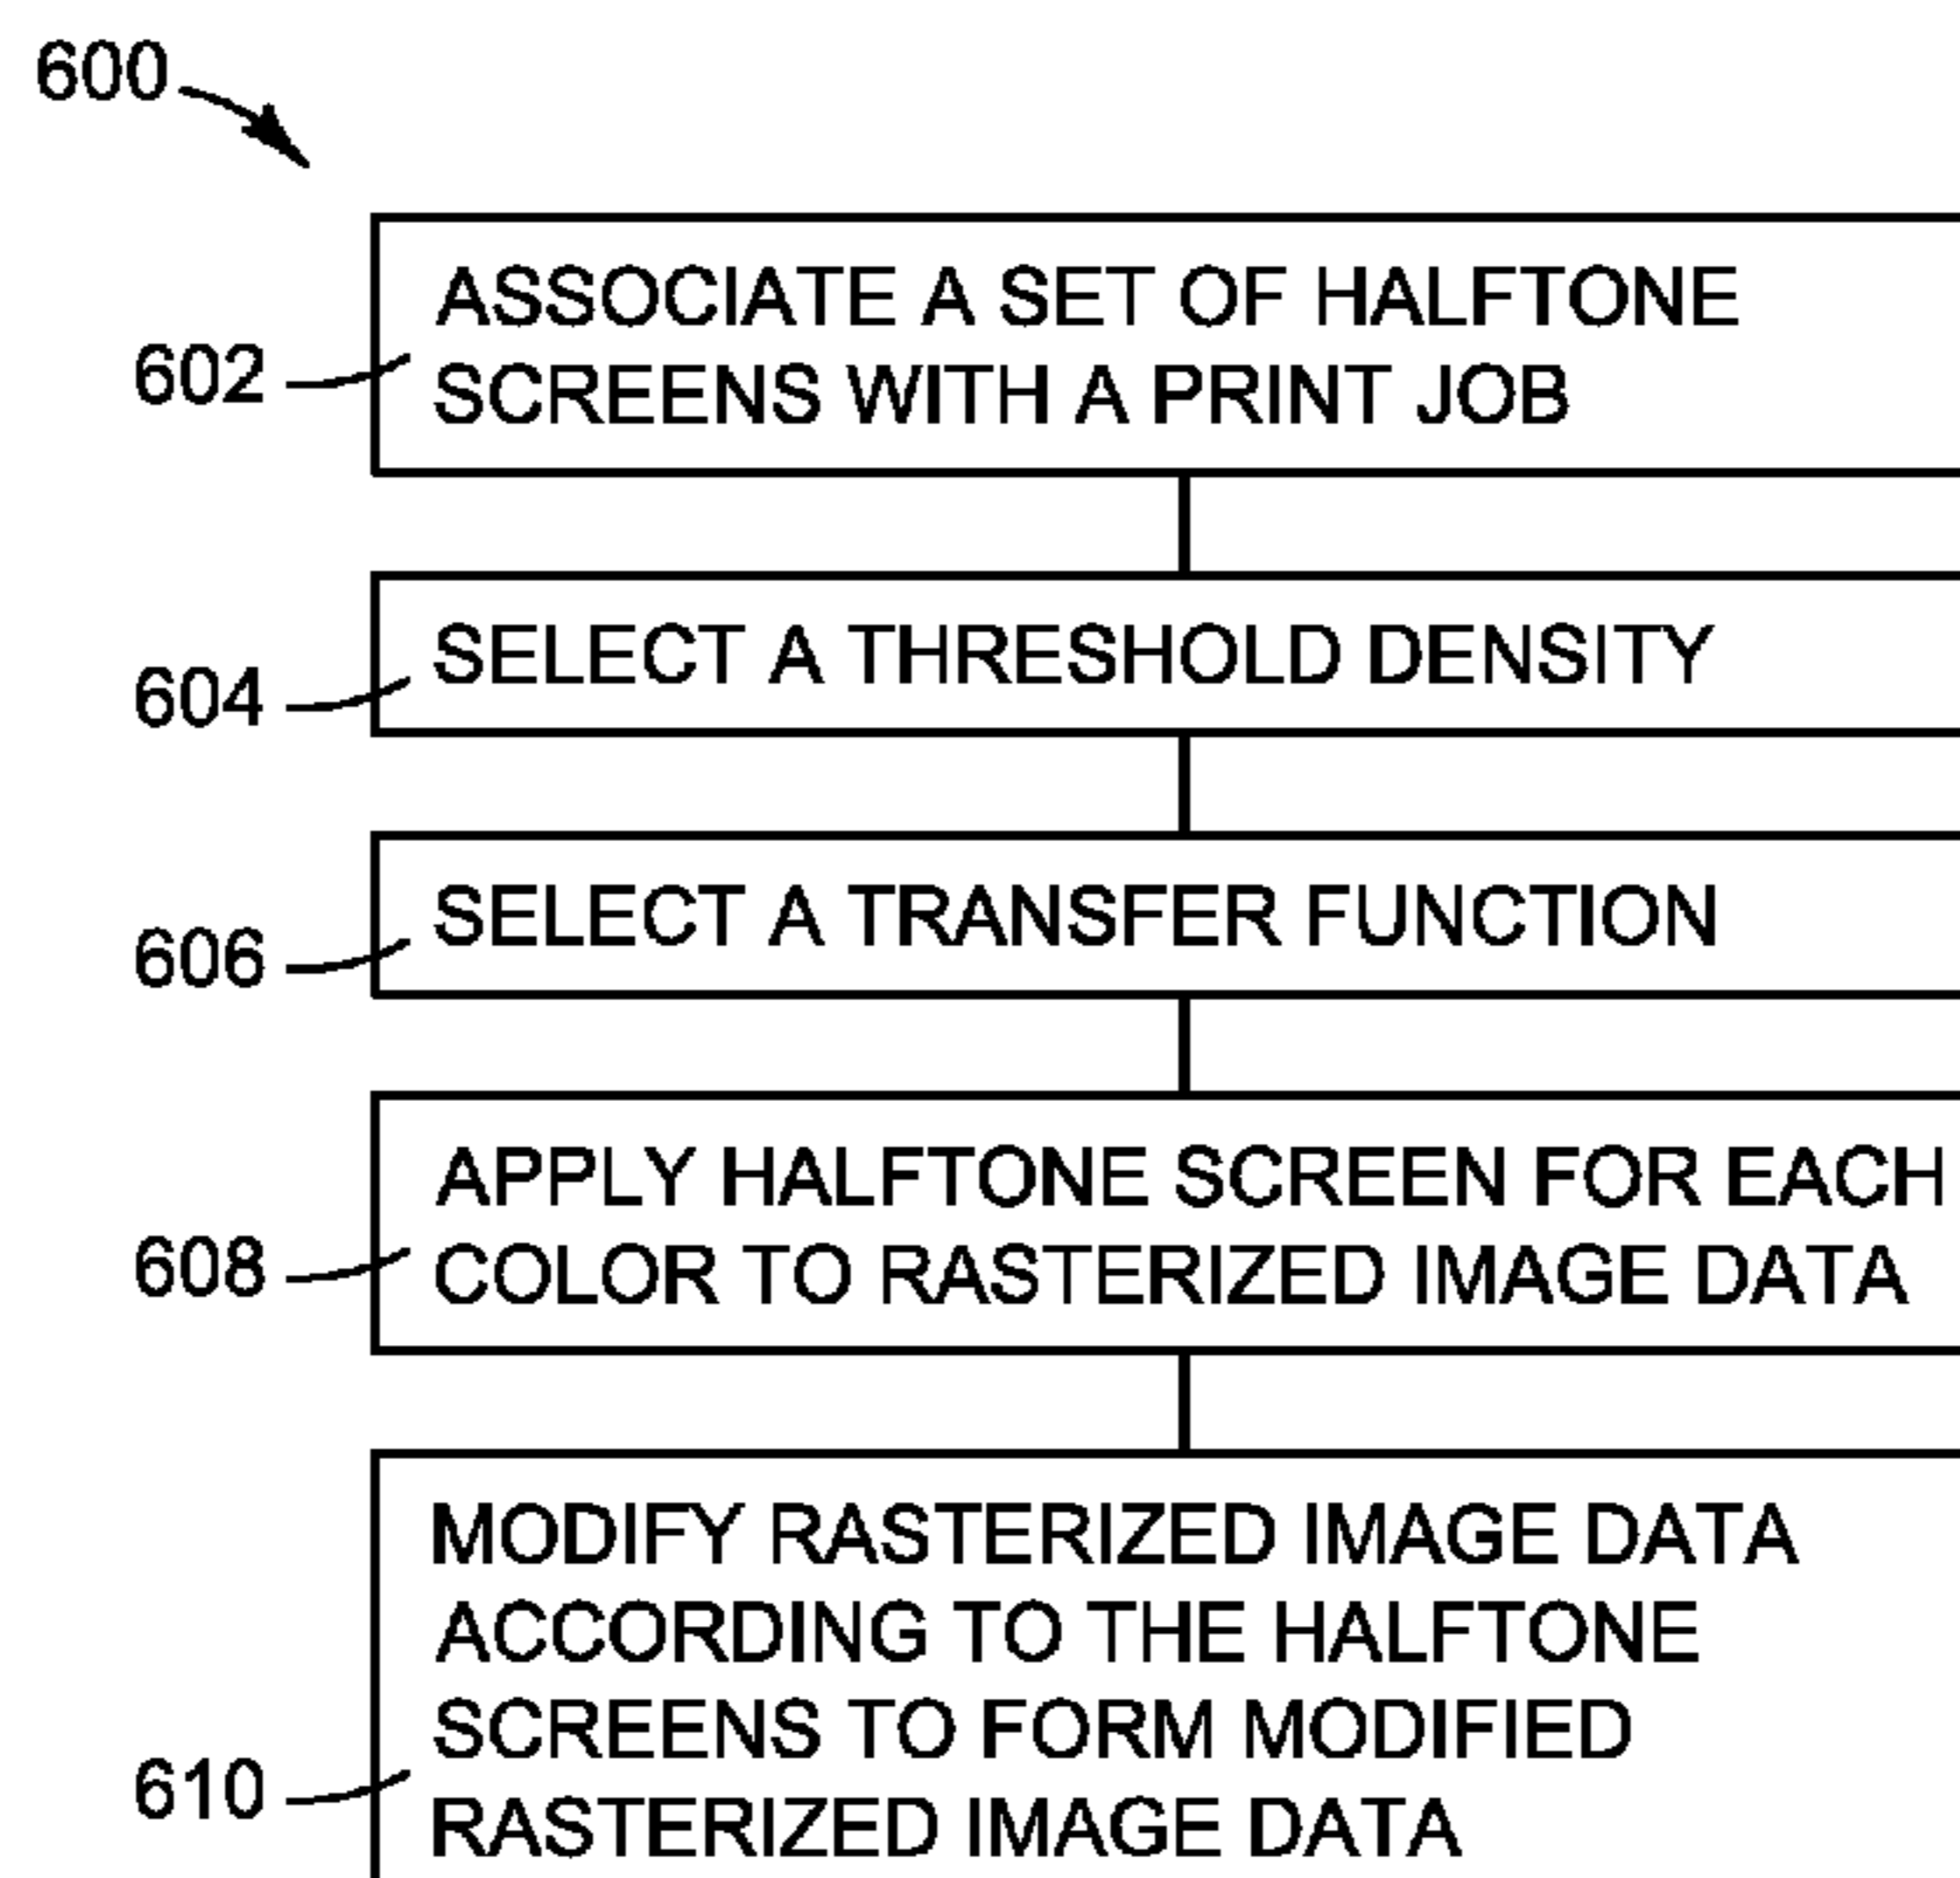 600
ASSOCIATE A SET OF HALFTONE
SCREENS WITH A PRINT JOB
602
SELECT A THRESHOLD DENSITY
604
SELECT A TRANSFER FUNCTION
606
APPLY HALFTONE SCREEN FOR EACH
COLOR TO RASTERIZED IMAGE DATA
608
MODIFY RASTERIZED IMAGE DATA
ACCORDING TO THE HALFTONE
SCREENS TO FORM MODIFIED
RASTERIZED IMAGE DATA
610